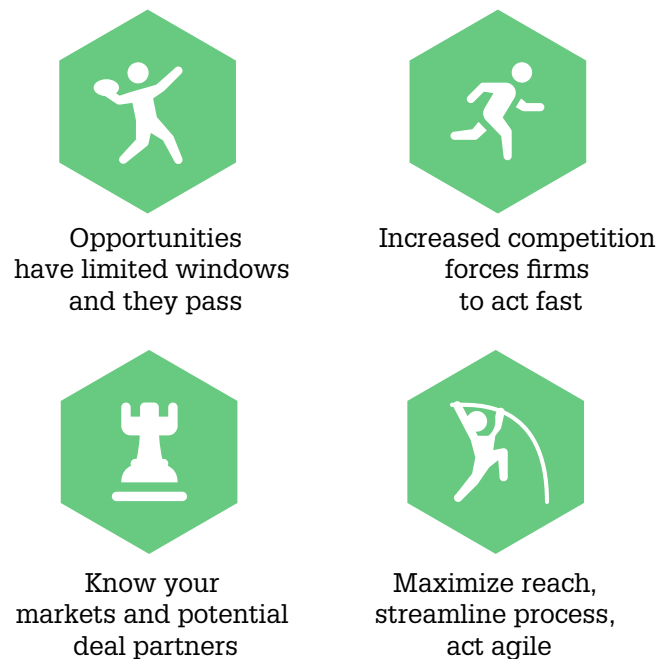 Opportunities
have limited windows
and they pass
Increased competition
forces firms
to act fast
Know your
markets and potential
deal partners
Maximize reach,
streamline process,
act agile